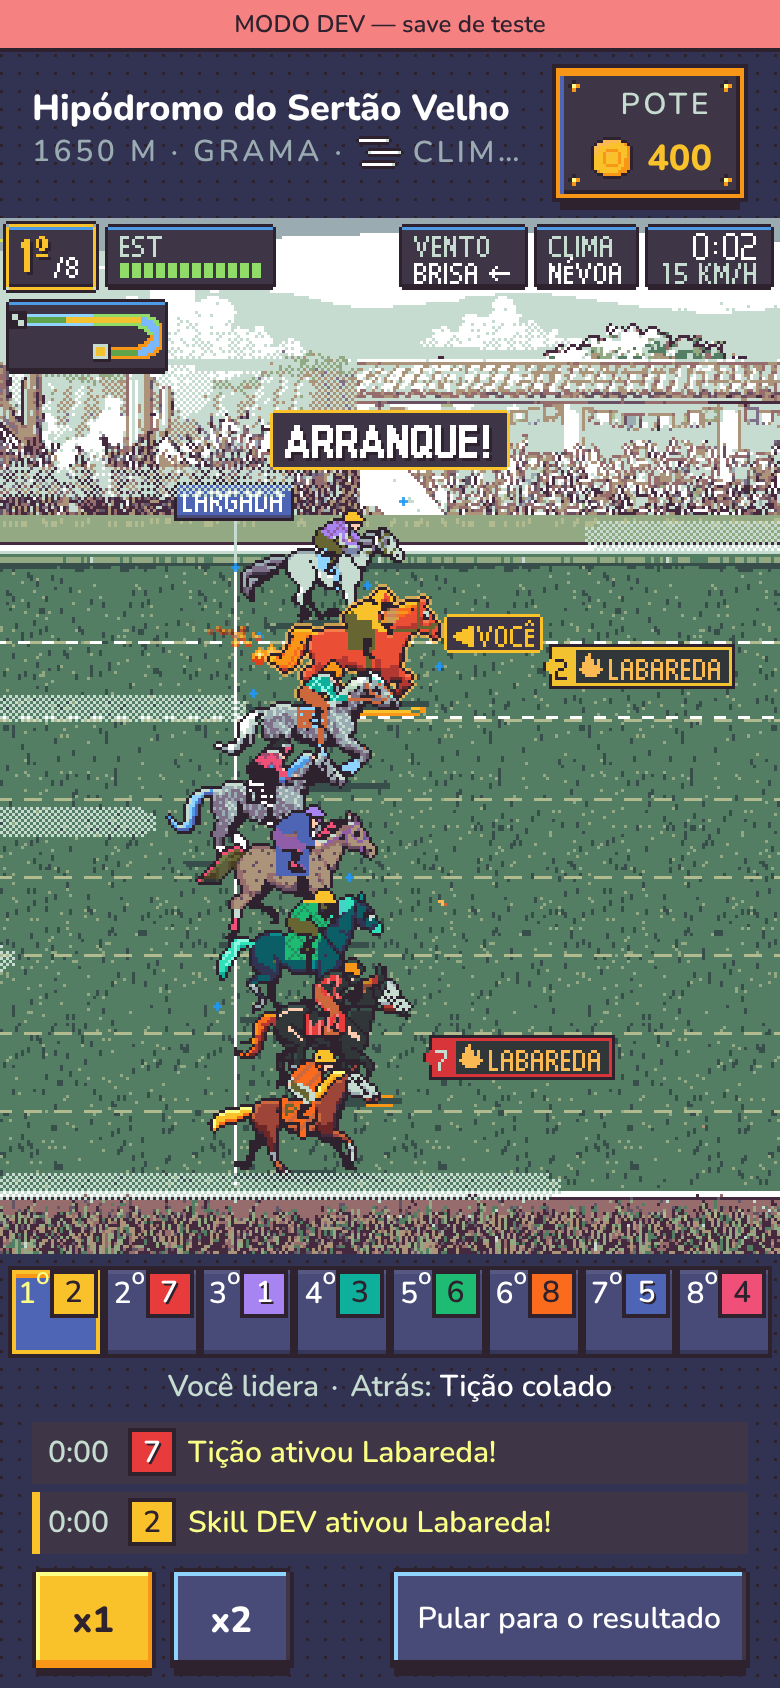 MODO DEV — save de teste
Hipódromo do Sertão Velho
1650 M · GRAMA · CLIM...
POTE
400
1º/8
EST
VENTO
BRISA ←
CLIMA
NÉVOA
0:02
15 KM/H
ARRANQUE!
LARGADA
VOCÊ
2 LABAREDA
7 LABAREDA
1º 2 2º 7 3º 1 4º 3 5º 6 6º 8 7º 5 8º 4
Você lidera · Atrás: Tição colado
0:00 7 Tição ativou Labareda!
0:00 2 Skill DEV ativou Labareda!
x1 x2 Pular para o resultado